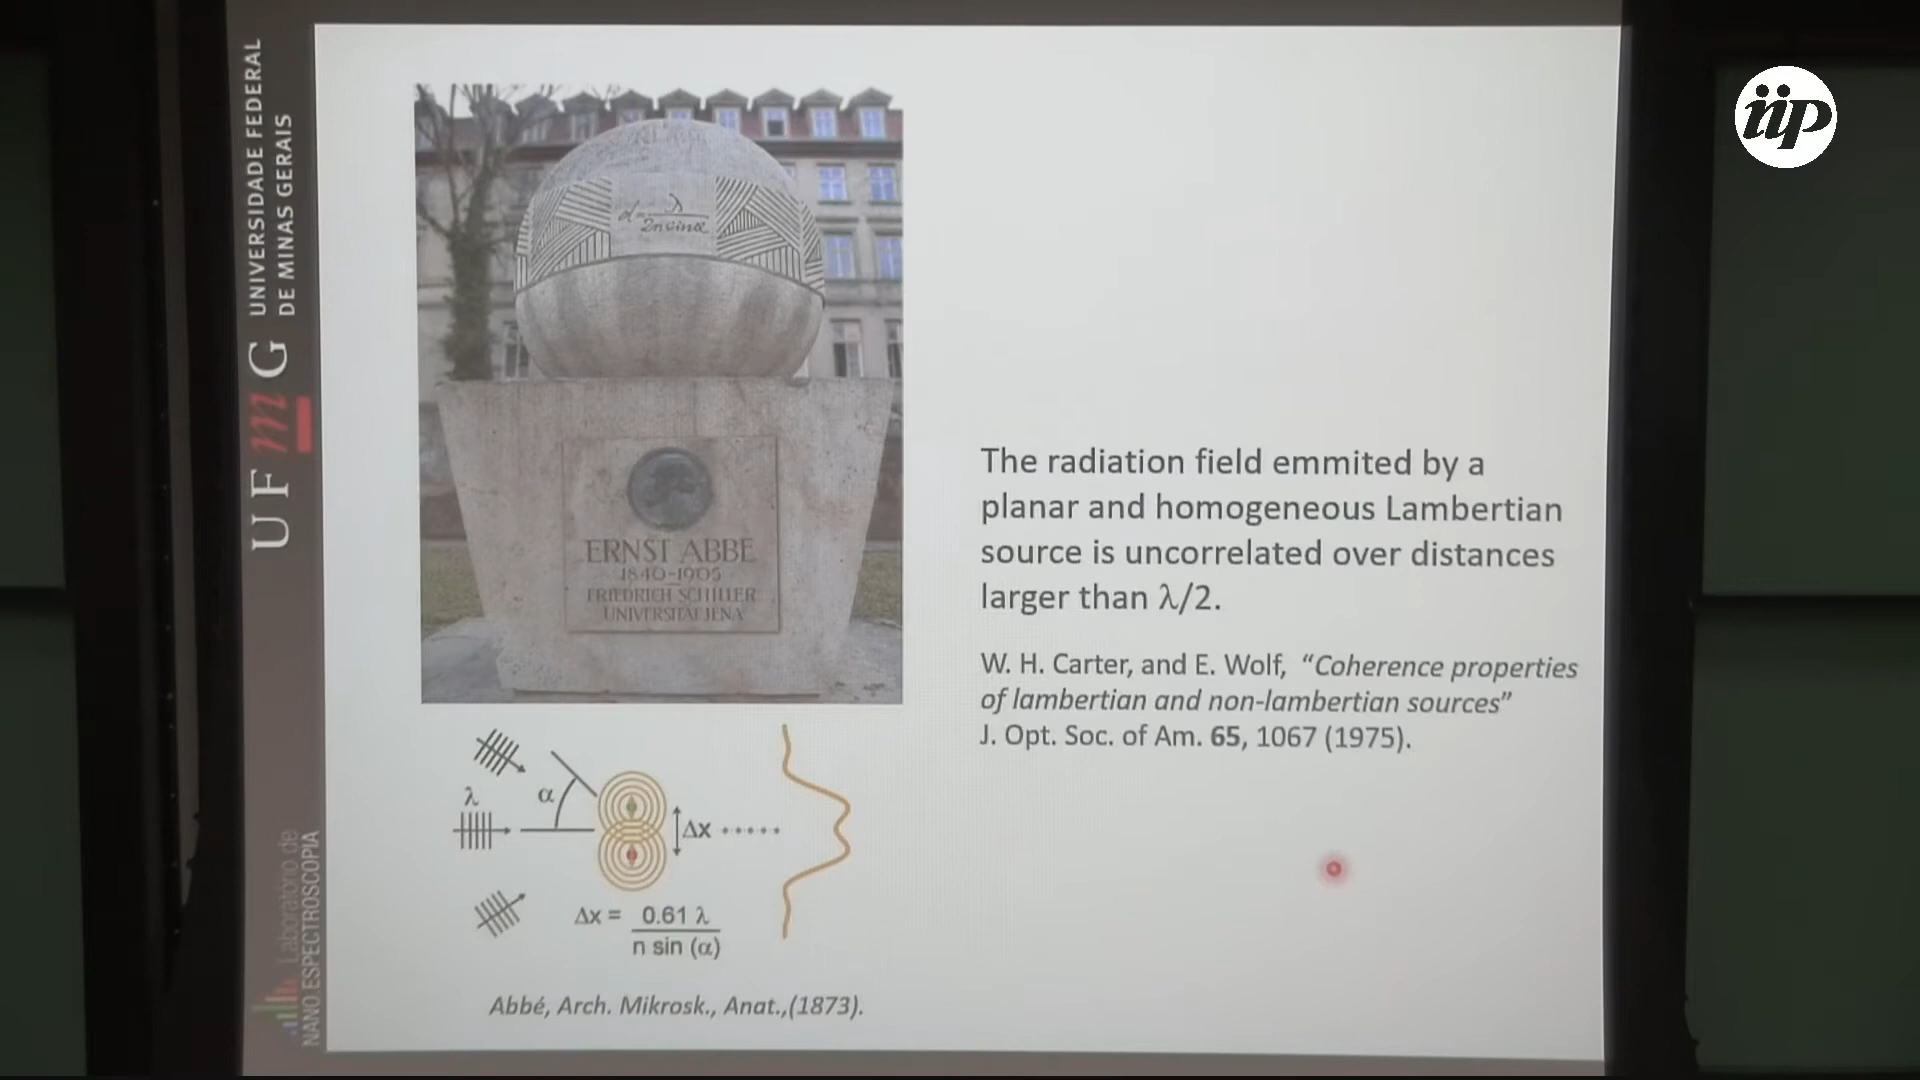 iip
UNIVERSIDADE FEDERAL
DE MINAS GERAIS
UFmG
Laboratório de
NANO ESPECTROSCOPIA
d = λ / 2n sin α
ERNST ABBE
1840-1905
FRIEDRICH SCHILLER
UNIVERSITÄT JENA
The radiation field emmited by a
planar and homogeneous Lambertian
source is uncorrelated over distances
larger than λ/2.
W. H. Carter, and E. Wolf, “Coherence properties
of lambertian and non-lambertian sources”
J. Opt. Soc. of Am. 65, 1067 (1975).
λ
α
Δx
Δx = 0.61 λ / n sin (α)
Abbé, Arch. Mikrosk., Anat.,(1873).